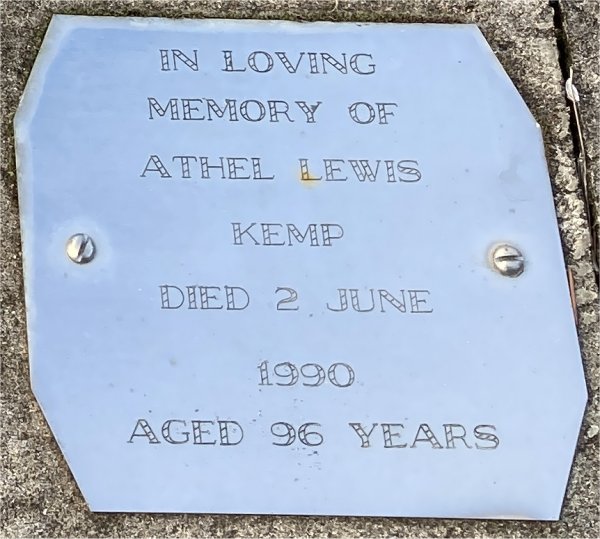 IN LOVING
MEMORY OF
ATHEL LEWIS
KEMP
DIED 2 JUNE
1990
AGED 96 YEARS